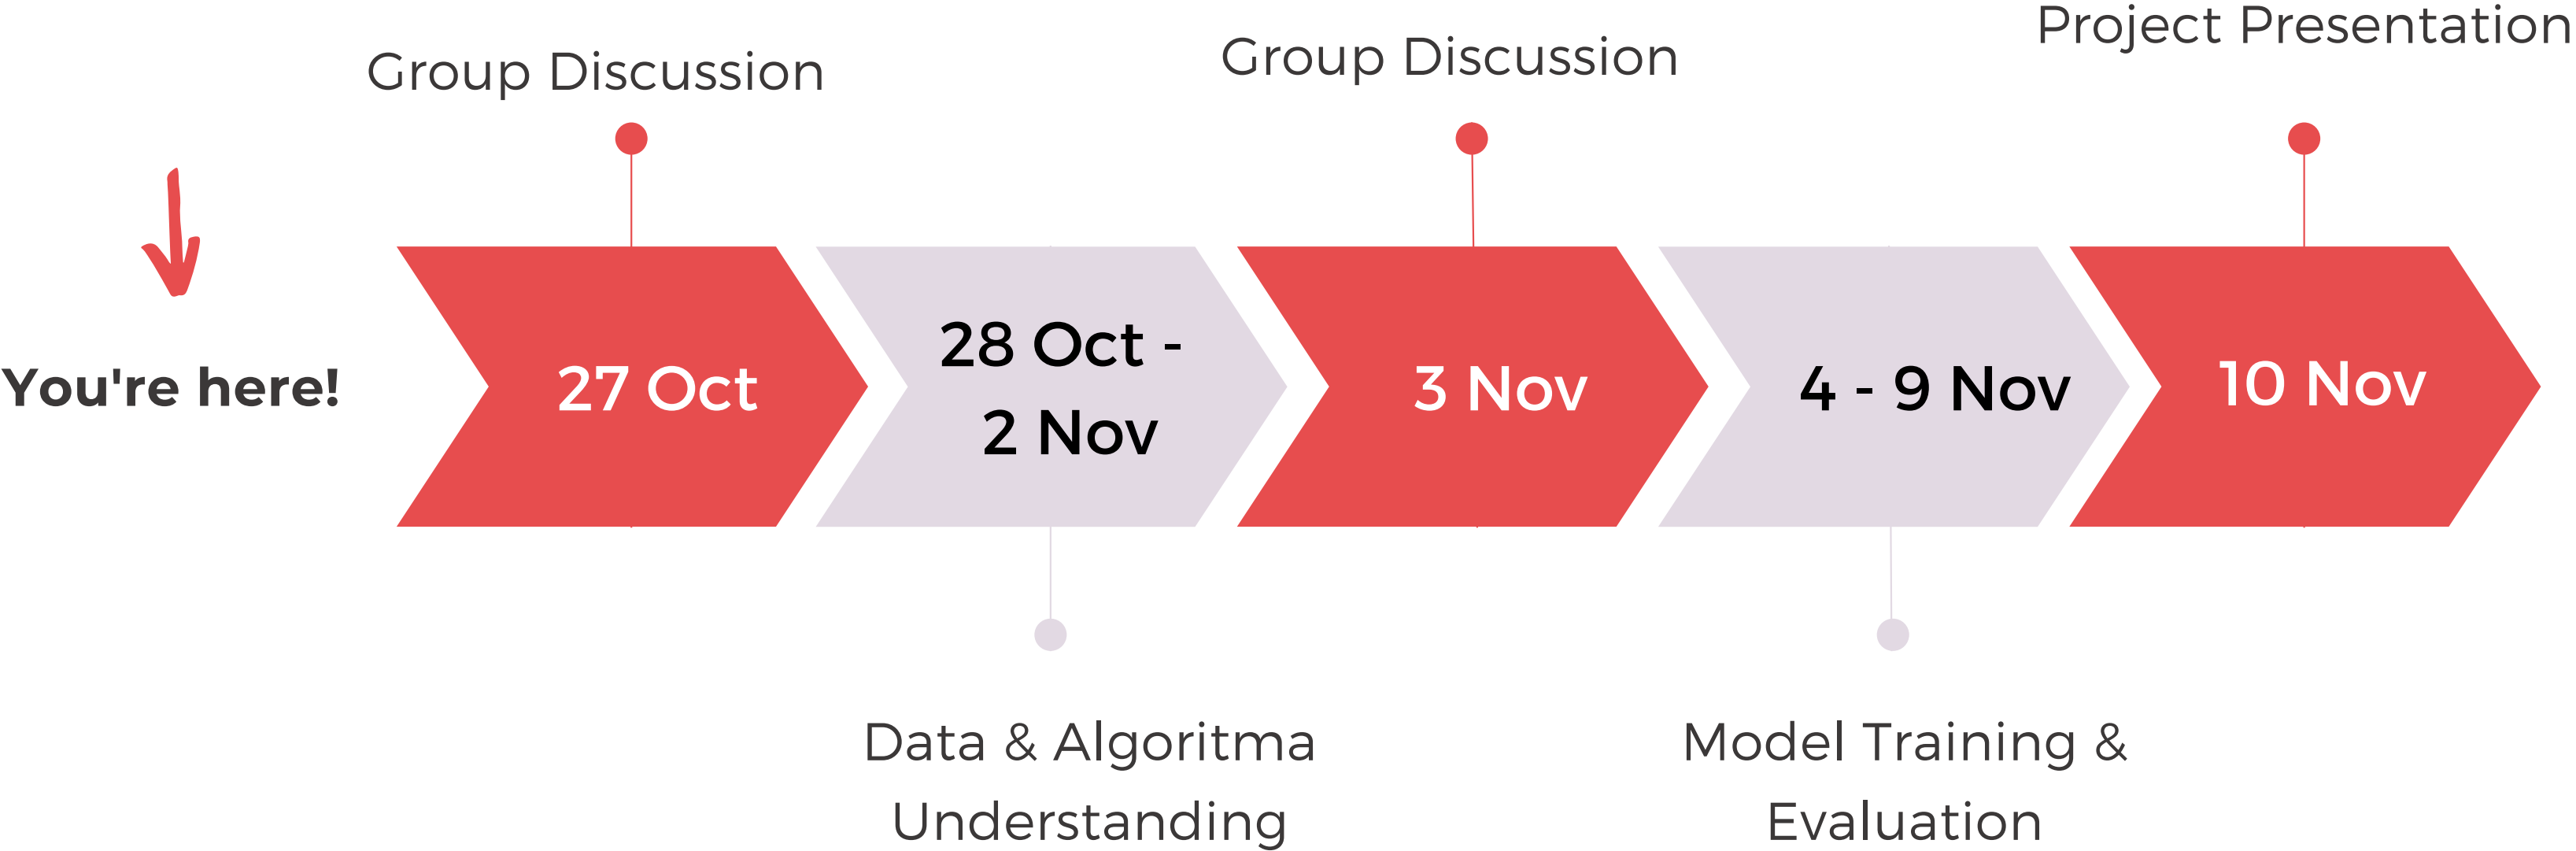 Project Presentation
Group Discussion
Group Discussion
You're here!
27 Oct
28 Oct -
2 Nov
3 Nov
4 - 9 Nov
10 Nov
Data & Algoritma
Understanding
Model Training &
Evaluation